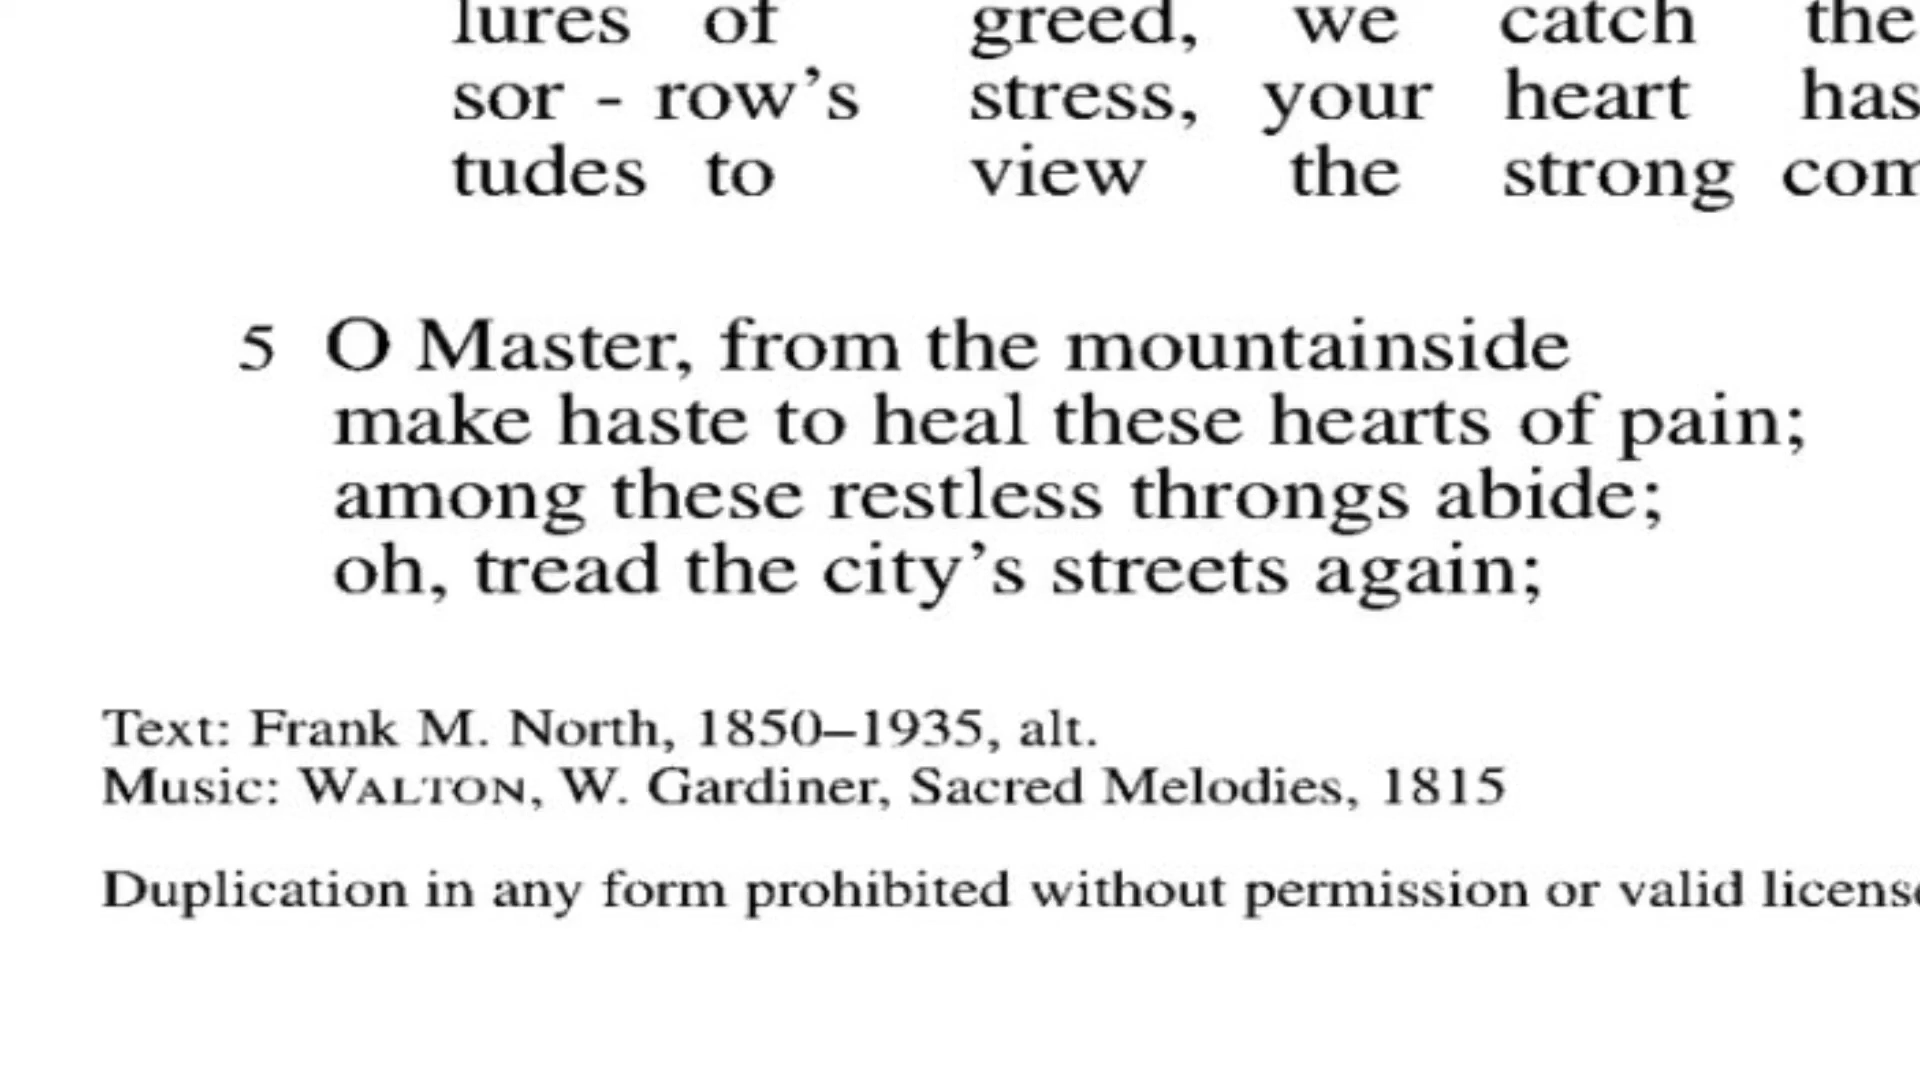 lures of greed, we catch the
sor - row's stress, your heart has
tudes to view the strong com
5 O Master, from the mountainside
make haste to heal these hearts of pain;
among these restless throngs abide;
oh, tread the city's streets again;
Text: Frank M. North, 1850–1935, alt.
Music: WALTON, W. Gardiner, Sacred Melodies, 1815
Duplication in any form prohibited without permission or valid license